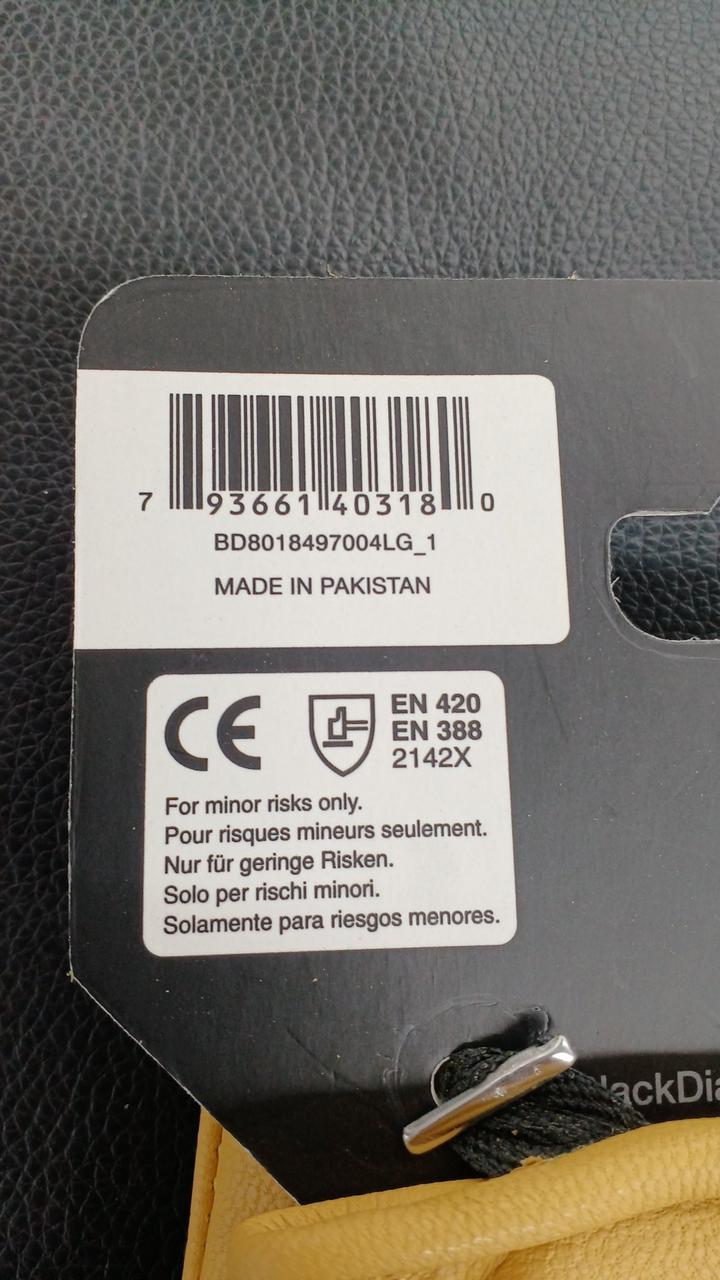 7 93661 40318 0
BD8018497004LG_1
MADE IN PAKISTAN
CE
EN 420
EN 388
2142X
For minor risks only.
Pour risques mineurs seulement.
Nur für geringe Risken.
Solo per rischi minori.
Solamente para riesgos menores.